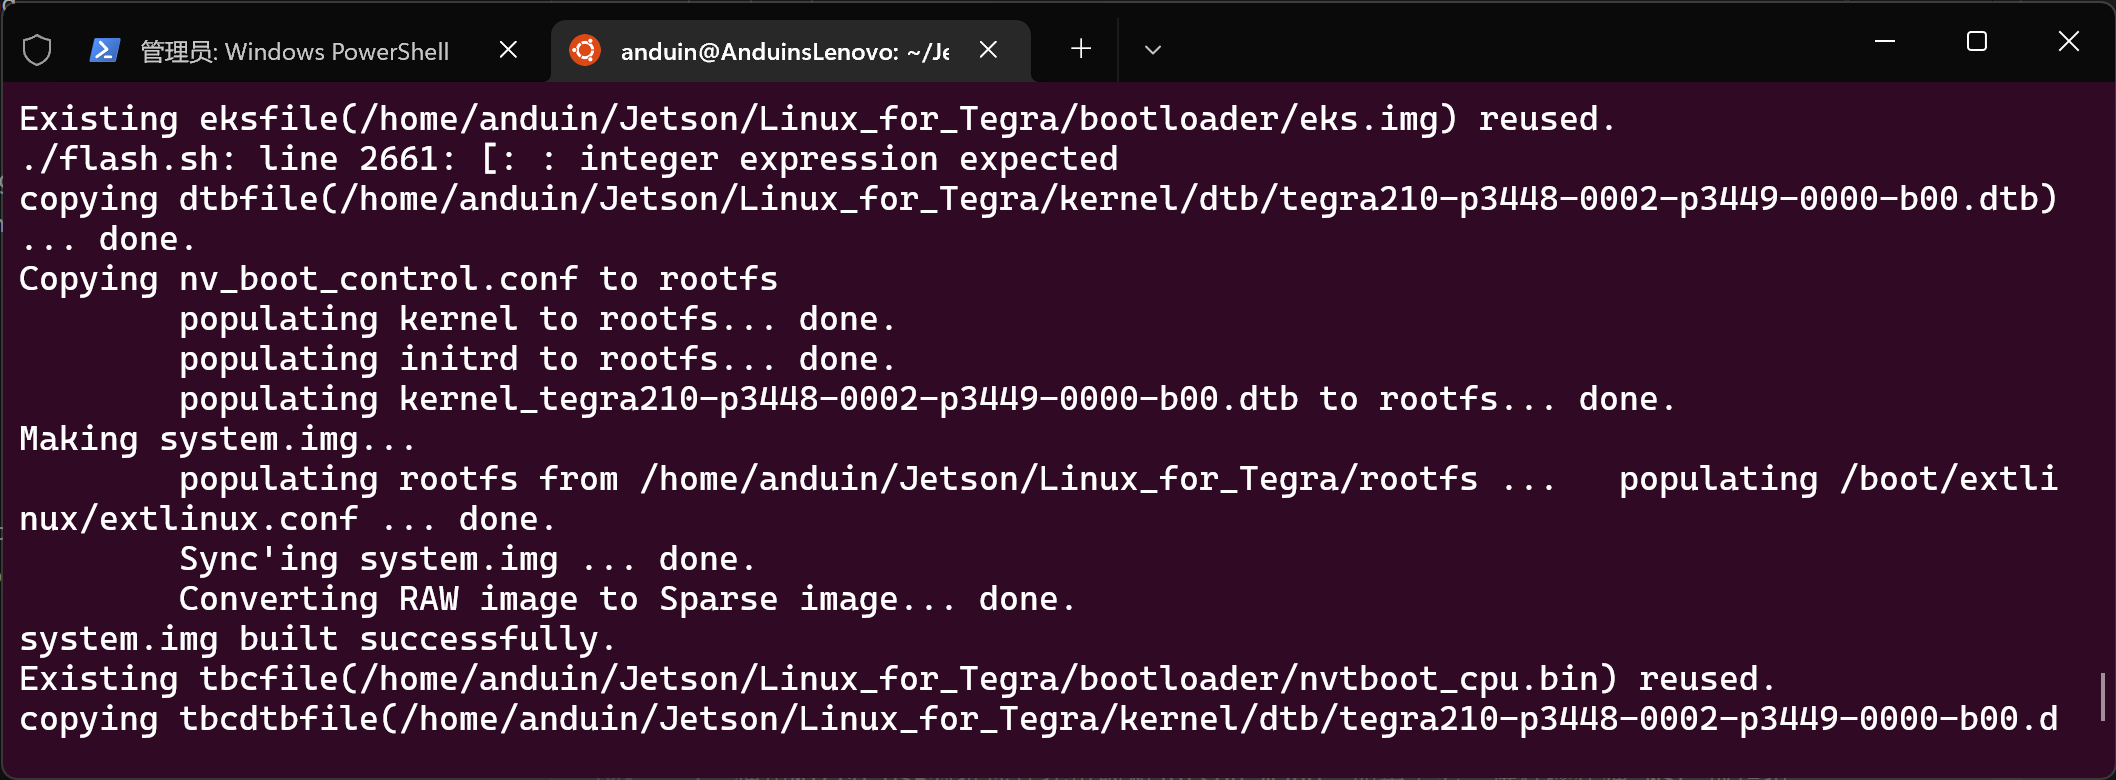 管理员: Windows PowerShell
anduin@AnduinsLenovo: ~/Je
Existing eksfile(/home/anduin/Jetson/Linux_for_Tegra/bootloader/eks.img) reused.
./flash.sh: line 2661: [: : integer expression expected
copying dtbfile(/home/anduin/Jetson/Linux_for_Tegra/kernel/dtb/tegra210-p3448-0002-p3449-0000-b00.dtb)
... done.
Copying nv_boot_control.conf to rootfs
populating kernel to rootfs... done.
populating initrd to rootfs... done.
populating kernel_tegra210-p3448-0002-p3449-0000-b00.dtb to rootfs... done.
Making system.img...
populating rootfs from /home/anduin/Jetson/Linux_for_Tegra/rootfs ...   populating /boot/extli
nux/extlinux.conf ... done.
Sync'ing system.img ... done.
Converting RAW image to Sparse image... done.
system.img built successfully.
Existing tbcfile(/home/anduin/Jetson/Linux_for_Tegra/bootloader/nvtboot_cpu.bin) reused.
copying tbcdtbfile(/home/anduin/Jetson/Linux_for_Tegra/kernel/dtb/tegra210-p3448-0002-p3449-0000-b00.d